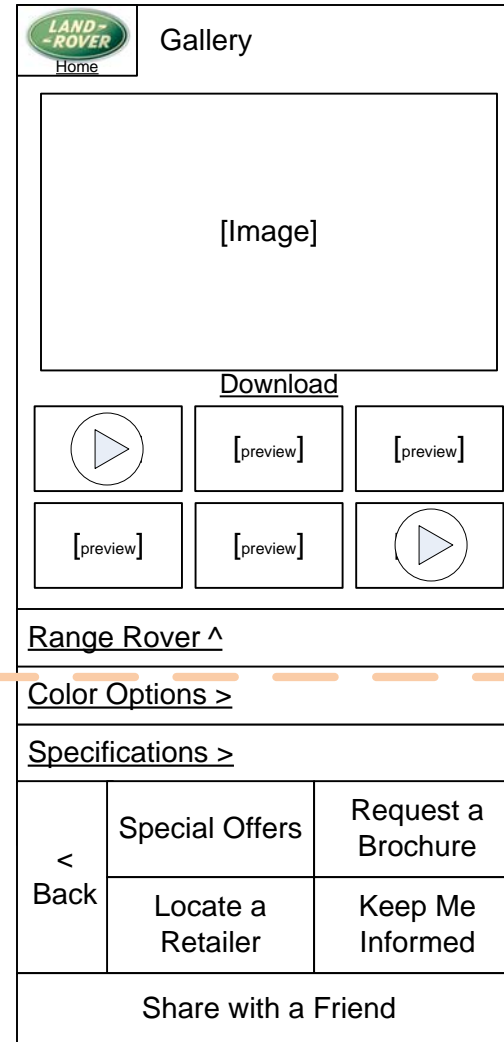 LAND-
-ROVER
Home
Gallery
[Image]
Download
[preview]
[preview]
[preview]
[preview]
Range Rover ^
Color Options >
Specifications >
<
Back
Special Offers
Request a
Brochure
Locate a
Retailer
Keep Me
Informed
Share with a Friend